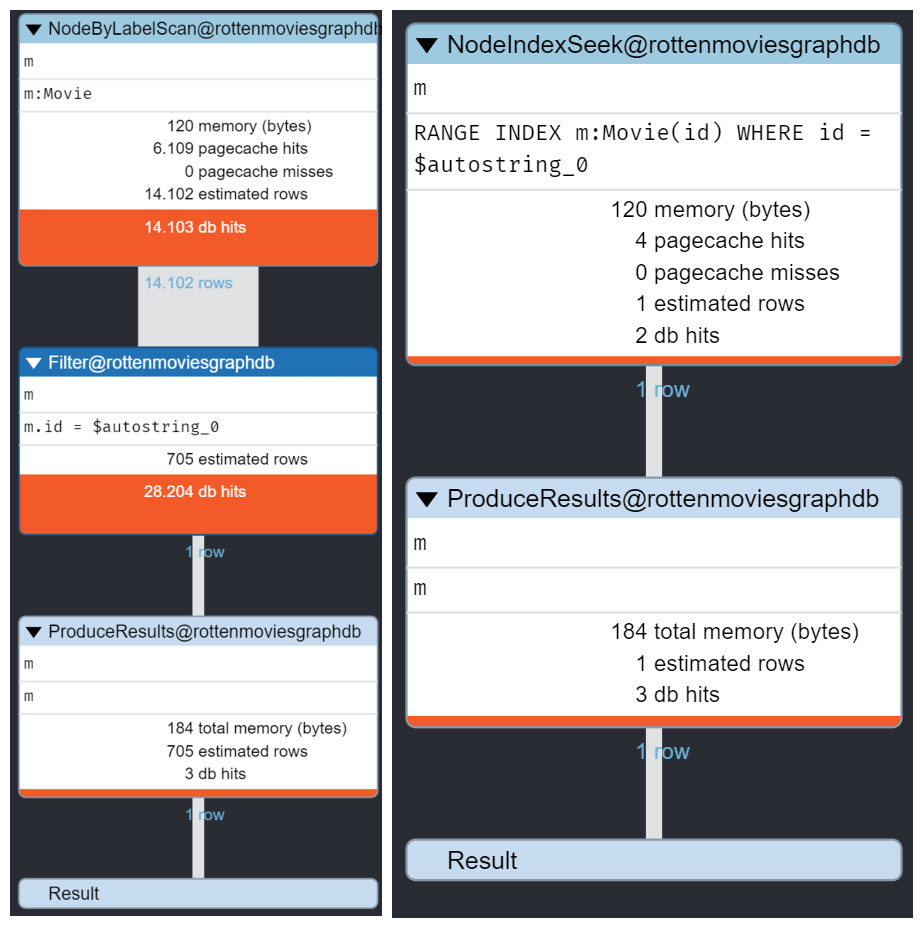 NodeByLabelScan@rottenmoviesgraphdb
m
m:Movie
120 memory (bytes)
6.109 pagecache hits
0 pagecache misses
14.102 estimated rows
14.103 db hits
14.102 rows
Filter@rottenmoviesgraphdb
m
m.id = $autostring_0
705 estimated rows
28.204 db hits
1 row
ProduceResults@rottenmoviesgraphdb
m
m
184 total memory (bytes)
705 estimated rows
3 db hits
1 row
Result
NodeIndexSeek@rottenmoviesgraphdb
m
RANGE INDEX m:Movie(id) WHERE id =
$autostring_0
120 memory (bytes)
4 pagecache hits
0 pagecache misses
1 estimated rows
2 db hits
1 row
ProduceResults@rottenmoviesgraphdb
m
m
184 total memory (bytes)
1 estimated rows
3 db hits
1 row
Result